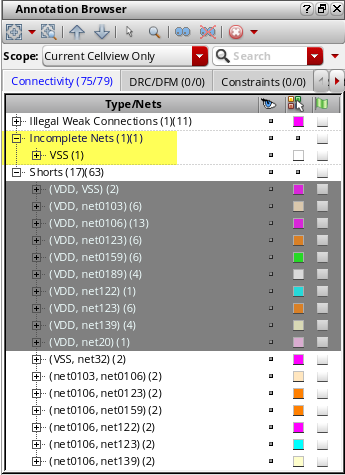 Annotation Browser
Scope: Current Cellview Only
Search
Connectivity (75/79) DRC/DFM (0/0) Constraints (0/0)
Type/Nets
Illegal Weak Connections (1)(11)
Incomplete Nets (1)(1)
VSS (1)
Shorts (17)(63)
(VDD, VSS) (2)
(VDD, net0103) (6)
(VDD, net0106) (13)
(VDD, net0123) (6)
(VDD, net0159) (6)
(VDD, net0189) (4)
(VDD, net122) (1)
(VDD, net123) (6)
(VDD, net139) (4)
(VDD, net20) (1)
(VSS, net32) (2)
(net0103, net0106) (2)
(net0106, net0123) (2)
(net0106, net0159) (2)
(net0106, net122) (2)
(net0106, net123) (2)
(net0106, net139) (2)